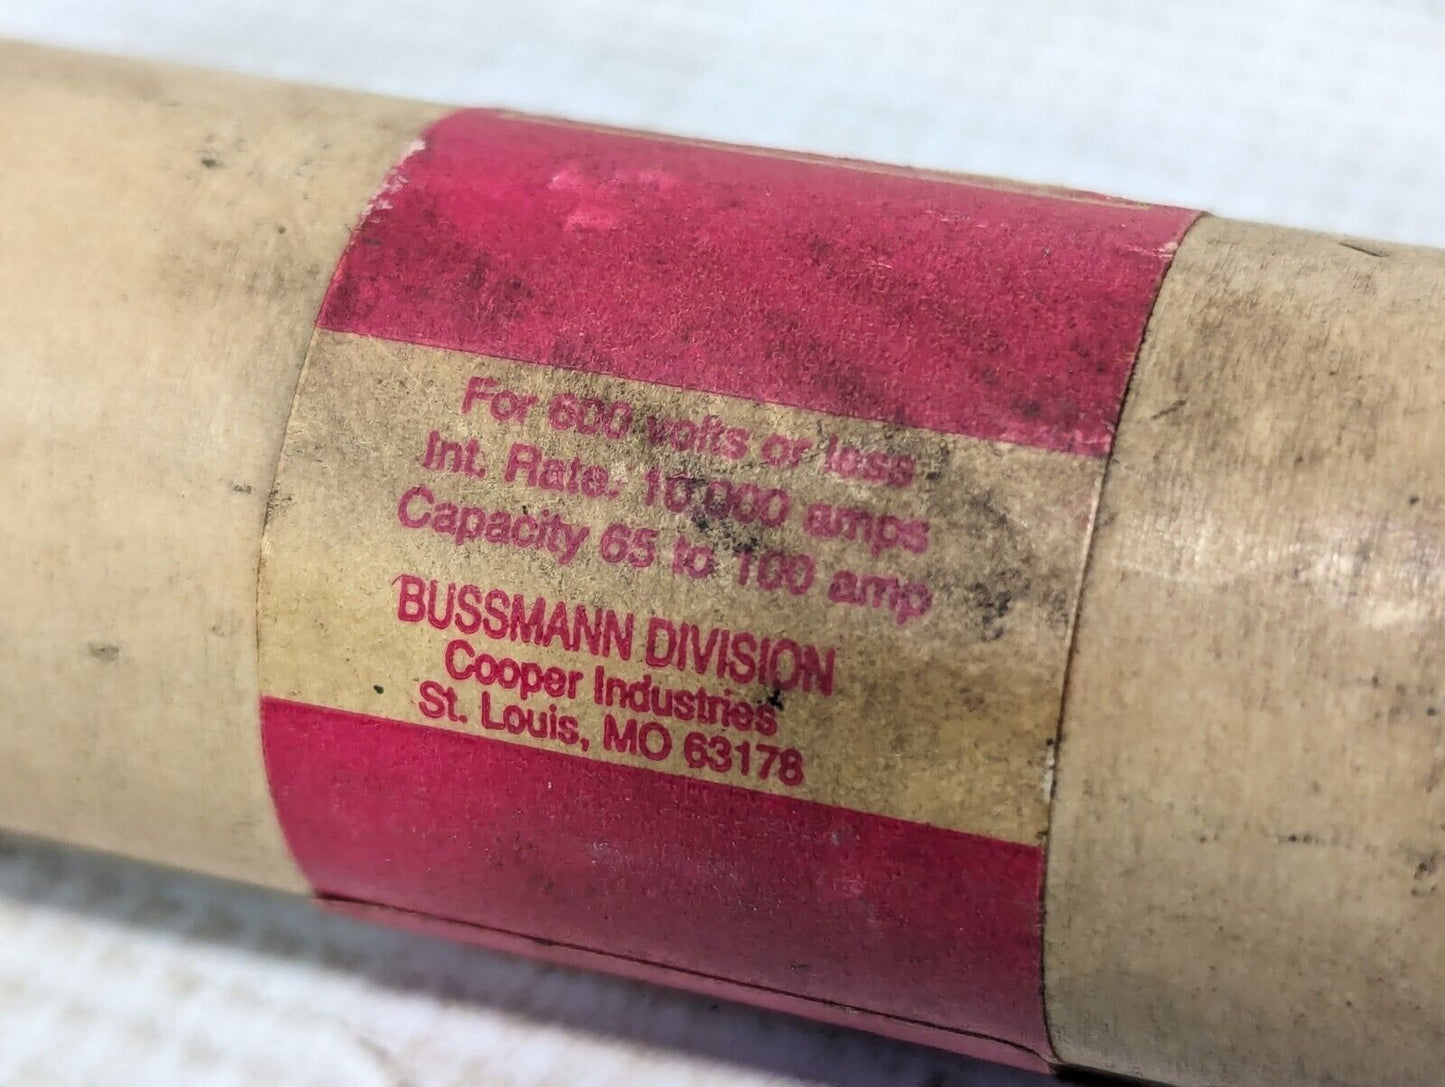 For 600 volts or less
Int. Rate: 10,000 amps
Capacity 65 to 100 amp
BUSSMANN DIVISION
Cooper Industries
St. Louis, MO 63178